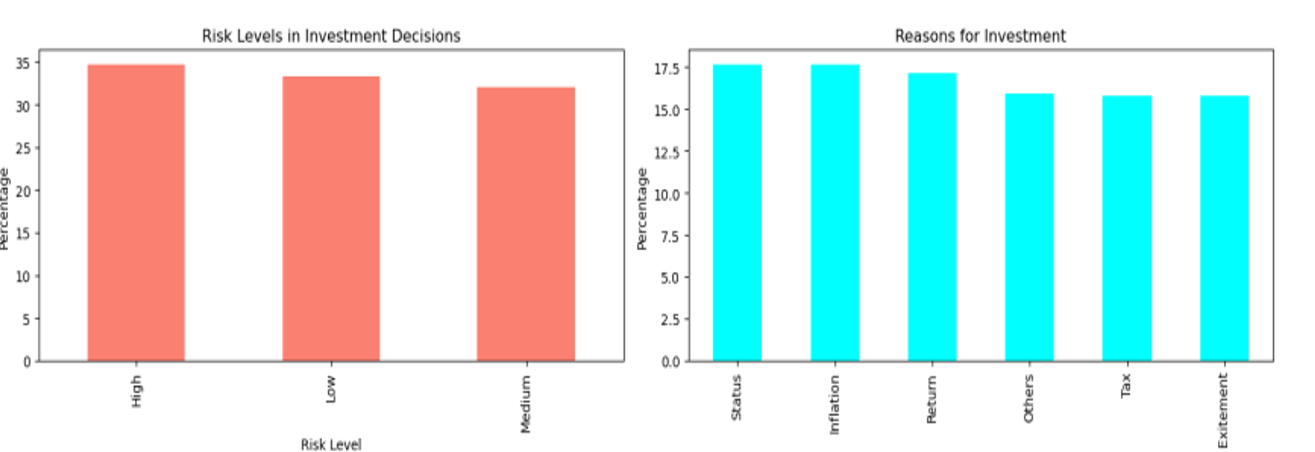 Risk Levels in Investment Decisions
35
30
25
20
15
10
5
0
Percentage
High
Low
Medium
Risk Level
Reasons for Investment
17.5
15.0
12.5
10.0
7.5
5.0
2.5
0.0
Percentage
Status
Inflation
Return
Others
Tax
Exitement